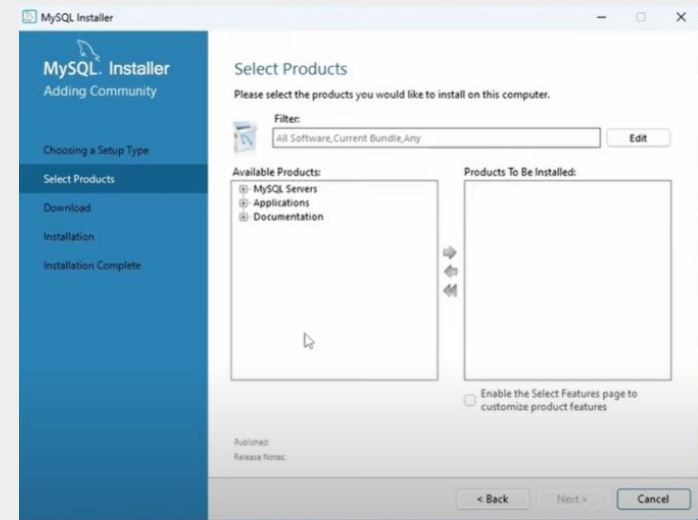 MySQL Installer
MySQL. Installer
Adding Community
Choosing a Setup Type
Select Products
Download
Installation
Installation Complete
Select Products
Please select the products you would like to install on this computer.
Filter:
All Software,Current Bundle,Any
Edit
Available Products:
MySQL Servers
Applications
Documentation
Products To Be Installed:
Enable the Select Features page to
customize product features
Published:
Release Notes:
< Back
Next >
Cancel